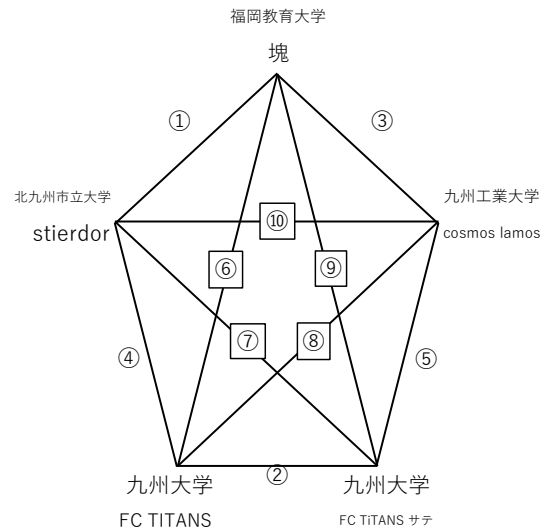 福岡教育大学
塊
①
③
北九州市立大学
stierdor
⑩
九州工業大学
cosmos lamos
⑥
⑨
⑦
⑧
④
⑤
②
九州大学
FC TITANS
九州大学
FC TiTANS サテ